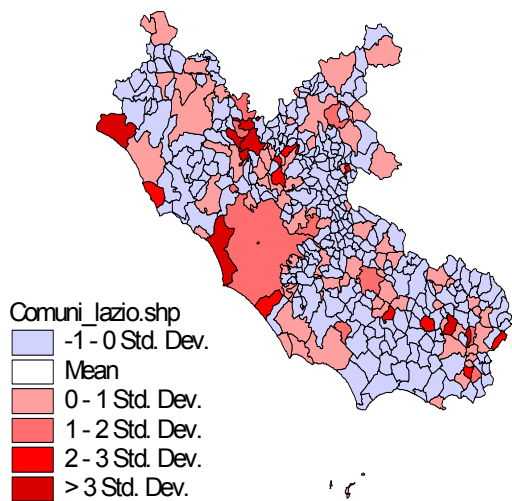 Comuni_lazio.shp
-1 - 0 Std. Dev.
Mean
0 - 1 Std. Dev.
1 - 2 Std. Dev.
2 - 3 Std. Dev.
> 3 Std. Dev.